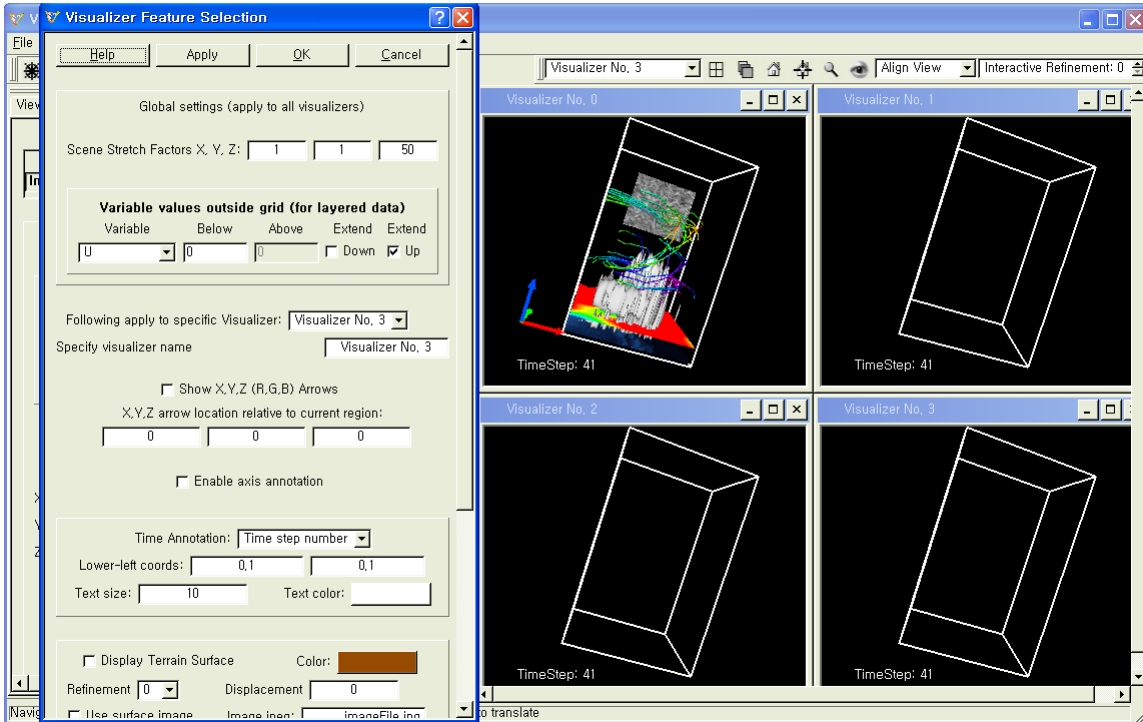 Visualizer Feature Selection
File
Help Apply OK Cancel
Visualizer No. 3 Align View Interactive Refinement: 0
View
Global settings (apply to all visualizers)
Scene Stretch Factors X, Y, Z: 1 1 50
Variable values outside grid (for layered data)
Variable Below Above Extend Extend
U 0 0 Down Up
Following apply to specific Visualizer: Visualizer No. 3
Specify visualizer name Visualizer No. 3
Show X,Y,Z (R,G,B) Arrows
X,Y,Z arrow location relative to current region:
0 0 0
Enable axis annotation
Time Annotation: Time step number
Lower-left coords: 0.1 0.1
Text size: 10 Text color:
Display Terrain Surface Color:
Refinement 0 Displacement 0
Use surface image Image jpeg: imageFile.jpg
Visualizer No. 0
TimeStep: 41
Visualizer No. 1
TimeStep: 41
Visualizer No. 2
TimeStep: 41
Visualizer No. 3
TimeStep: 41
to translate